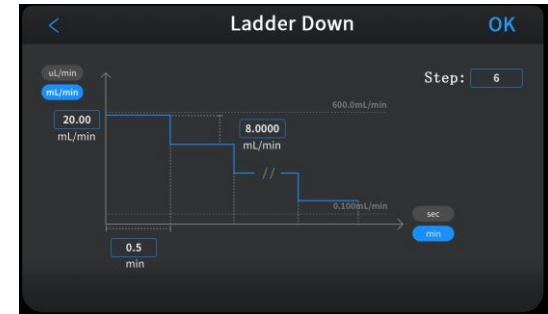 < Ladder Down OK
uL/min
mL/min
Step: 6
600.0mL/min
20.00
mL/min
8.0000
mL/min
//
0.100mL/min
sec
min
0.5
min